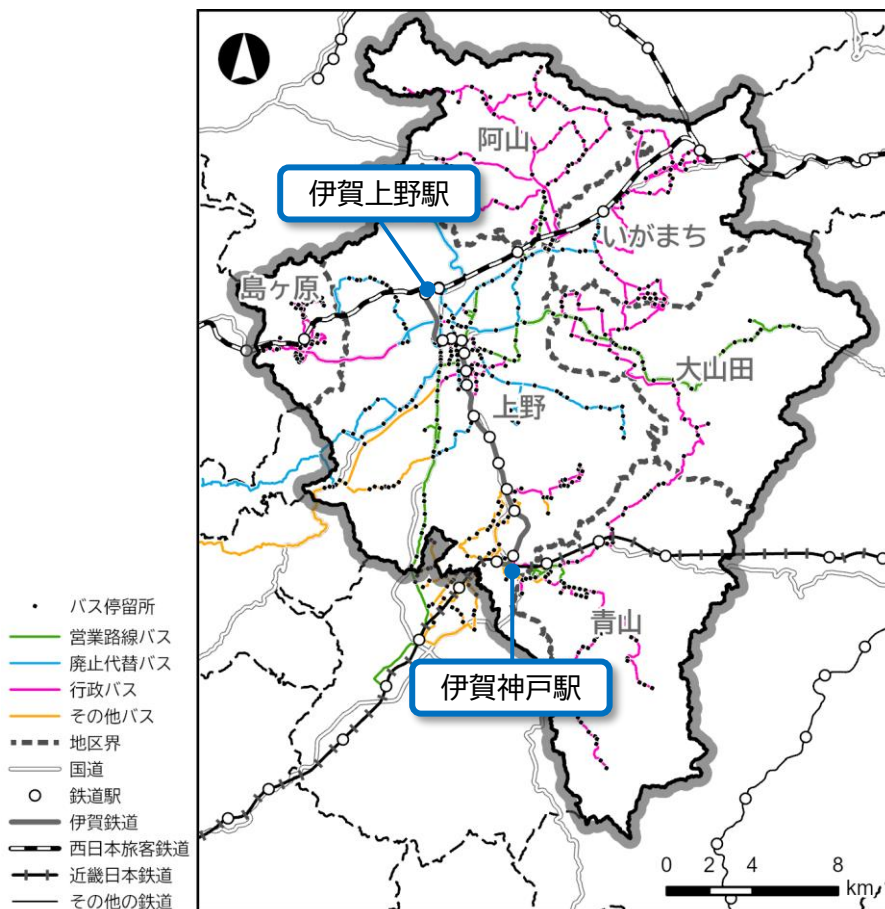 阿山
伊賀上野駅
いがまち
島ヶ原
大山田
上野
青山
伊賀神戸駅
バス停留所
営業路線バス
廃止代替バス
行政バス
その他バス
地区界
国道
鉄道駅
伊賀鉄道
西日本旅客鉄道
近畿日本鉄道
その他の鉄道
0 2 4 8
km